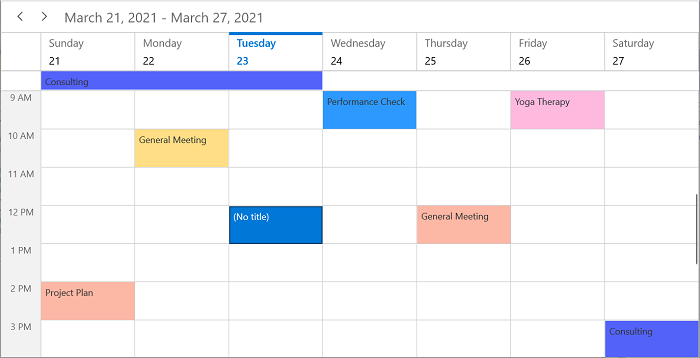 March 21, 2021 - March 27, 2021
Sunday Monday Tuesday Wednesday Thursday Friday Saturday
21 22 23 24 25 26 27
Consulting
9 AM Performance Check Yoga Therapy
10 AM General Meeting
11 AM
12 PM (No title) General Meeting
1 PM
2 PM Project Plan
3 PM Consulting